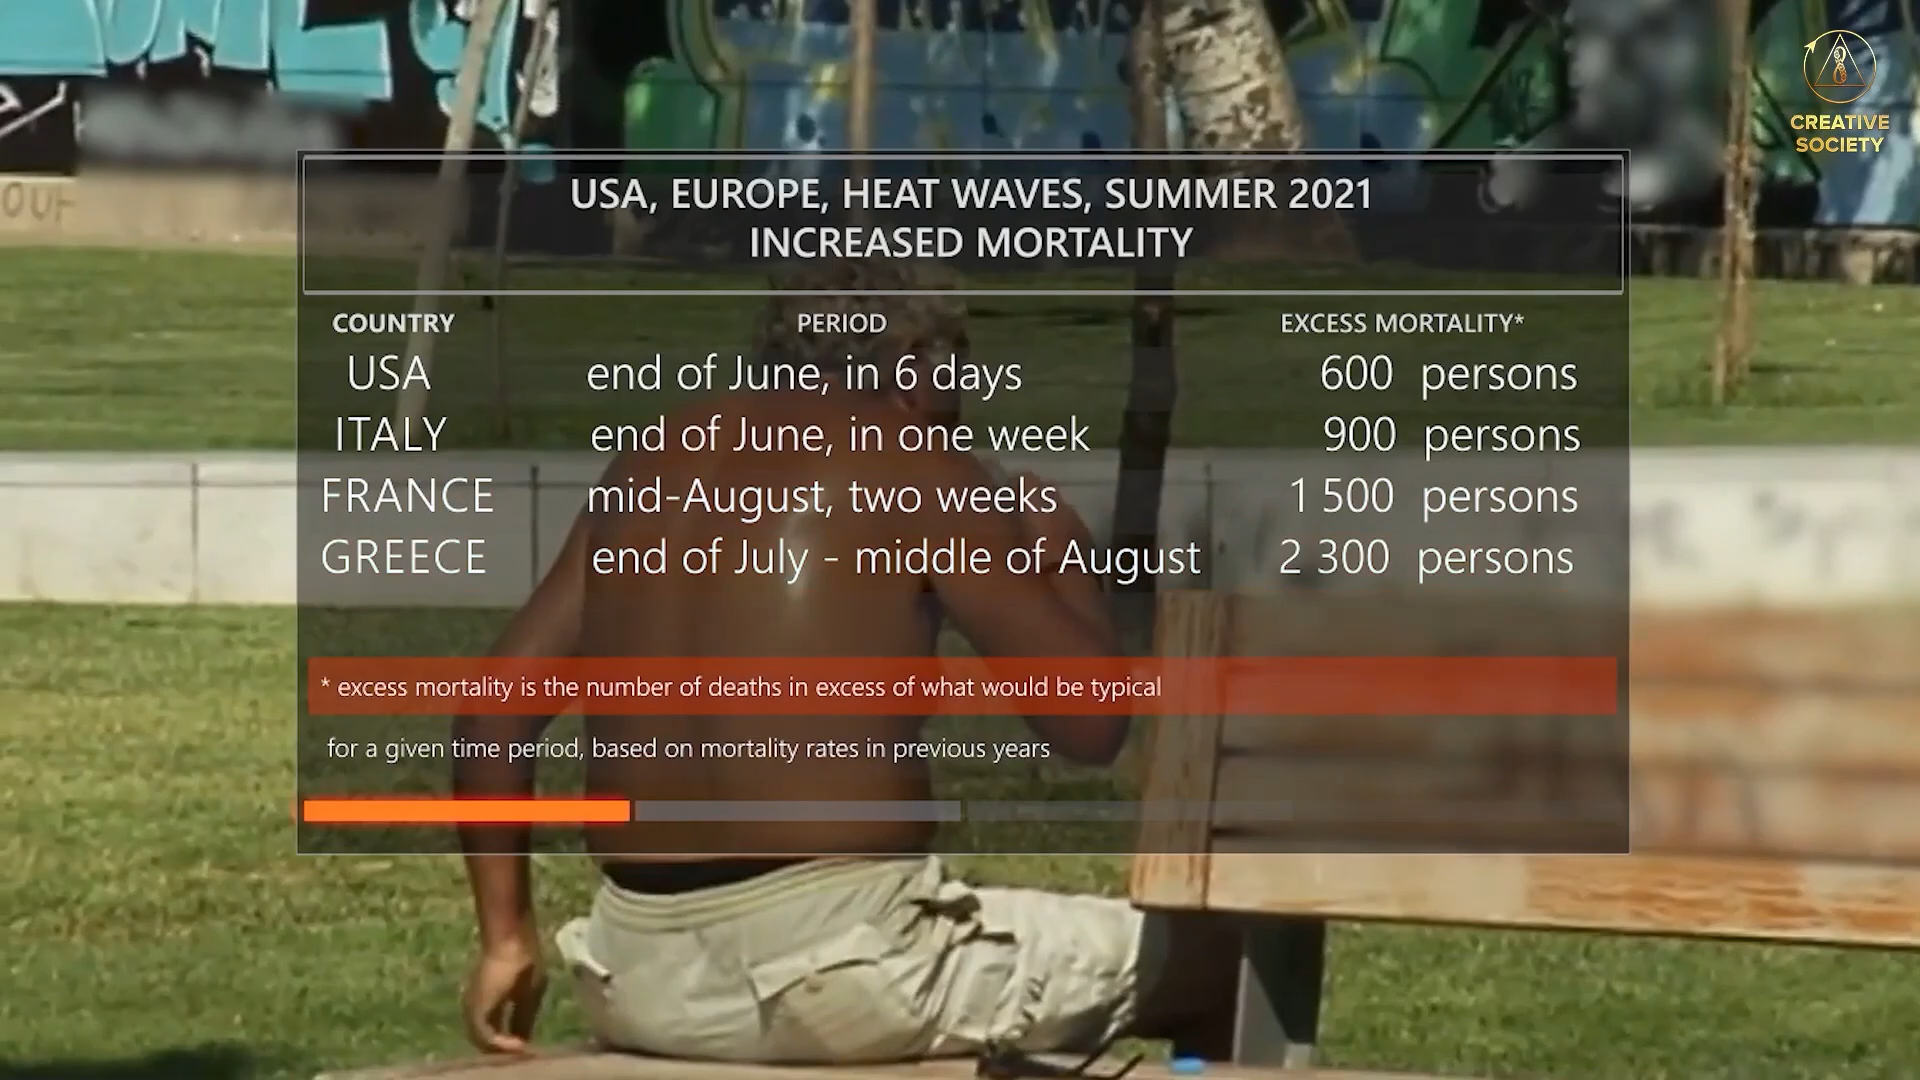 CREATIVE
SOCIETY
USA, EUROPE, HEAT WAVES, SUMMER 2021
INCREASED MORTALITY
COUNTRY PERIOD EXCESS MORTALITY*
USA end of June, in 6 days 600 persons
ITALY end of June, in one week 900 persons
FRANCE mid-August, two weeks 1 500 persons
GREECE end of July - middle of August 2 300 persons
* excess mortality is the number of deaths in excess of what would be typical
for a given time period, based on mortality rates in previous years